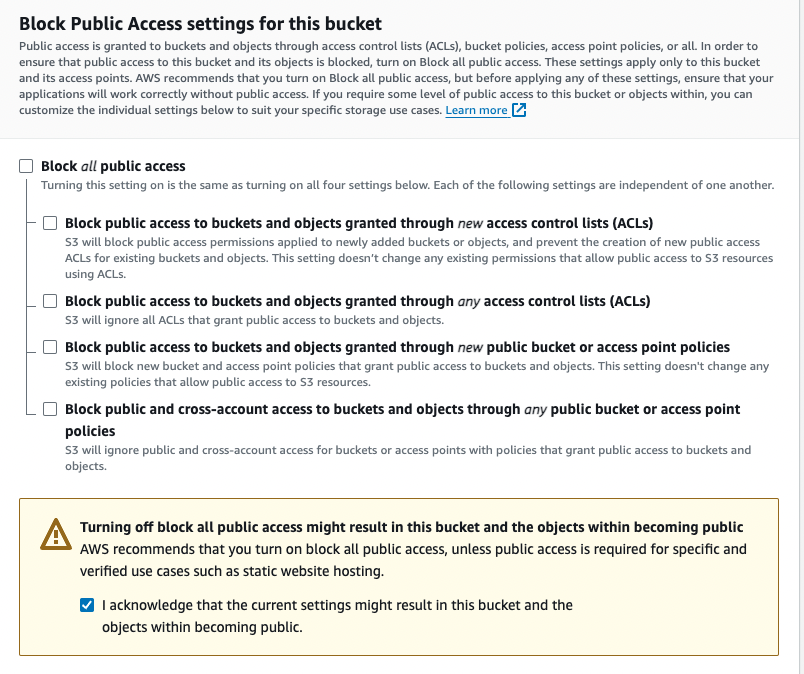 Block Public Access settings for this bucket
Public access is granted to buckets and objects through access control lists (ACLs), bucket policies, access point policies, or all. In order to
ensure that public access to this bucket and its objects is blocked, turn on Block all public access. These settings apply only to this bucket
and its access points. AWS recommends that you turn on Block all public access, but before applying any of these settings, ensure that your
applications will work correctly without public access. If you require some level of public access to this bucket or objects within, you can
customize the individual settings below to suit your specific storage use cases. Learn more
Block all public access
Turning this setting on is the same as turning on all four settings below. Each of the following settings are independent of one another.
Block public access to buckets and objects granted through new access control lists (ACLs)
S3 will block public access permissions applied to newly added buckets or objects, and prevent the creation of new public access
ACLs for existing buckets and objects. This setting doesn't change any existing permissions that allow public access to S3 resources
using ACLs.
Block public access to buckets and objects granted through any access control lists (ACLs)
S3 will ignore all ACLs that grant public access to buckets and objects.
Block public access to buckets and objects granted through new public bucket or access point policies
S3 will block new bucket and access point policies that grant public access to buckets and objects. This setting doesn't change any
existing policies that allow public access to S3 resources.
Block public and cross-account access to buckets and objects through any public bucket or access point
policies
S3 will ignore public and cross-account access for buckets or access points with policies that grant public access to buckets and
objects.
Turning off block all public access might result in this bucket and the objects within becoming public
AWS recommends that you turn on block all public access, unless public access is required for specific and
verified use cases such as static website hosting.
I acknowledge that the current settings might result in this bucket and the
objects within becoming public.